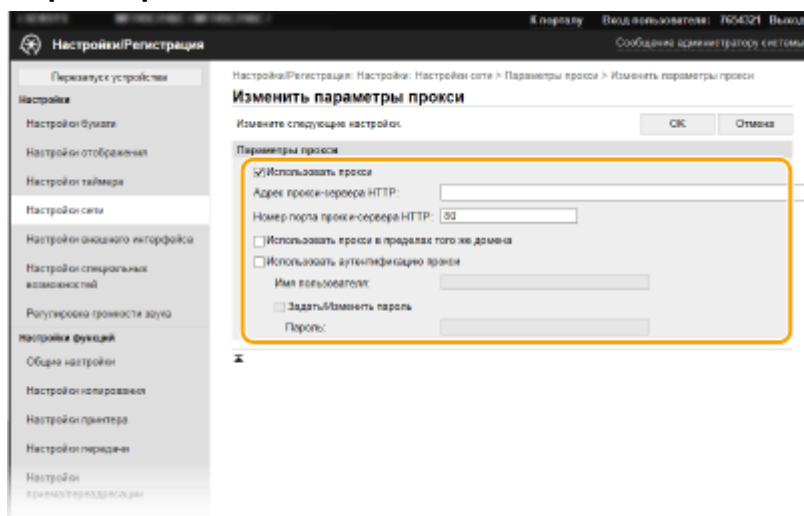 К порталу Вход пользователя: 7654321 Выход
Настройки/Регистрация
Сообщение администратору системы
Перезапуск устройства
Настройки
Настройки бумаги
Настройки отображения
Настройки таймера
Настройки сети
Настройки внешнего интерфейса
Настройки специальных
возможностей
Регулировка громкости звука
Настройки функций
Общие настройки
Настройки копирования
Настройки принтера
Настройки передачи
Настройки
приема/переадресации
Настройки/Регистрация: Настройки: Настройки сети > Параметры прокси > Изменить параметры прокси
Изменить параметры прокси
Измените следующие настройки.
OK Отмена
Параметры прокси
Использовать прокси
Адрес прокси-сервера HTTP:
Номер порта прокси-сервера HTTP: 80
Использовать прокси в пределах того же домена
Использовать аутентификацию прокси
Имя пользователя:
Задать/Изменить пароль
Пароль: